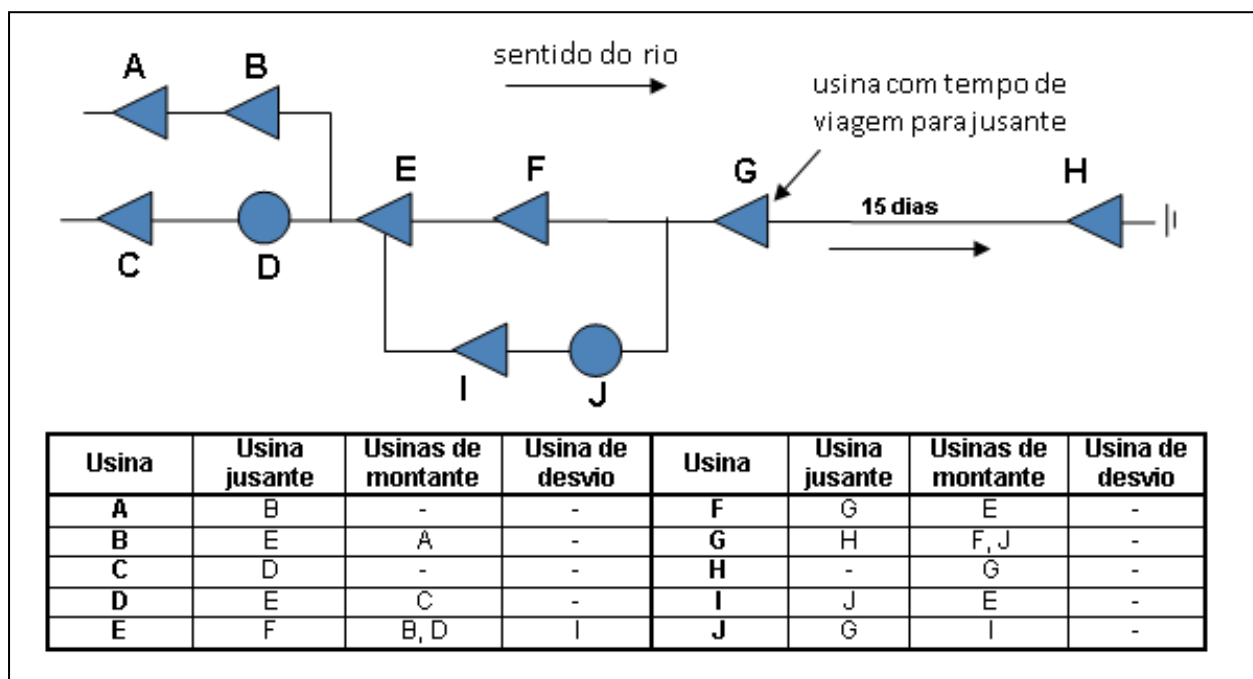 sentido do rio
usina com tempo de
viagem para jusante
A
B
E
F
G
H
15 dias
C
D
I
J
Usina Usina jusante Usinas de montante Usina de desvio Usina Usina jusante Usinas de montante Usina de desvio
A B - - F G E -
B E A - G H F, J -
C D - - H - G -
D E C - I J E -
E F B, D I J G I -